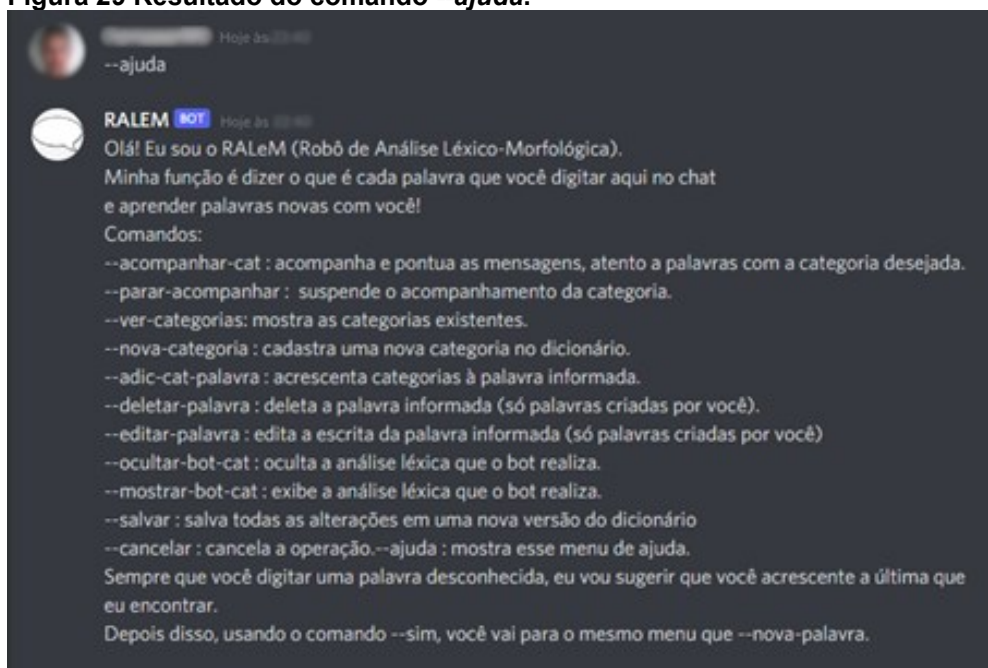 Figura 29 Resultado do comando --ajuda.
Hoje às
--ajuda
RALEM BOT Hoje às
Olá! Eu sou o RALeM (Robô de Análise Léxico-Morfológica).
Minha função é dizer o que é cada palavra que você digitar aqui no chat
e aprender palavras novas com você!
Comandos:
--acompanhar-cat : acompanha e pontua as mensagens, atento a palavras com a categoria desejada.
--parar-acompanhar : suspende o acompanhamento da categoria.
--ver-categorias: mostra as categorias existentes.
--nova-categoria : cadastra uma nova categoria no dicionário.
--adic-cat-palavra : acrescenta categorias à palavra informada.
--deletar-palavra : deleta a palavra informada (só palavras criadas por você).
--editar-palavra : edita a escrita da palavra informada (só palavras criadas por você)
--ocultar-bot-cat : oculta a análise léxica que o bot realiza.
--mostrar-bot-cat : exibe a análise léxica que o bot realiza.
--salvar : salva todas as alterações em uma nova versão do dicionário
--cancelar : cancela a operação.--ajuda : mostra esse menu de ajuda.
Sempre que você digitar uma palavra desconhecida, eu vou sugerir que você acrescente a última que
eu encontrar.
Depois disso, usando o comando --sim, você vai para o mesmo menu que --nova-palavra.